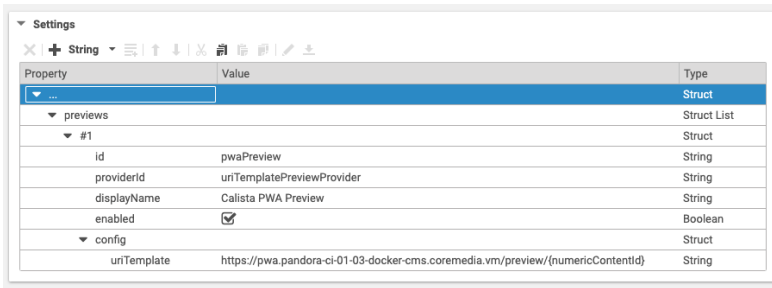 Settings
String
Property Value Type
... Struct
previews Struct List
#1 Struct
id pwaPreview String
providerId uriTemplatePreviewProvider String
displayName Calista PWA Preview String
enabled Boolean
config Struct
uriTemplate https://pwa.pandora-ci-01-03-docker-cms.coremedia.vm/preview/{numericContentId} String